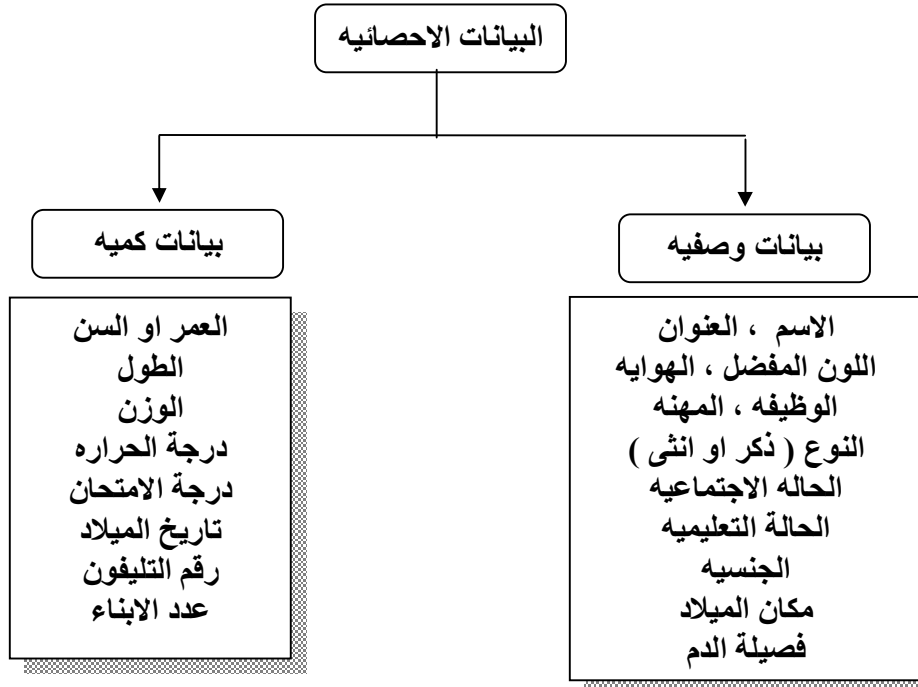 البيانات الاحصائيه
بيانات وصفيه
الاسم ، العنوان
اللون المفضل ، الهوايه
الوظيفه ، المهنه
النوع ( ذكر او انثى )
الحاله الاجتماعيه
الحالة التعليميه
الجنسيه
مكان الميلاد
فصيلة الدم
بيانات كميه
العمر او السن
الطول
الوزن
درجة الحراره
درجة الامتحان
تاريخ الميلاد
رقم التليفون
عدد الابناء